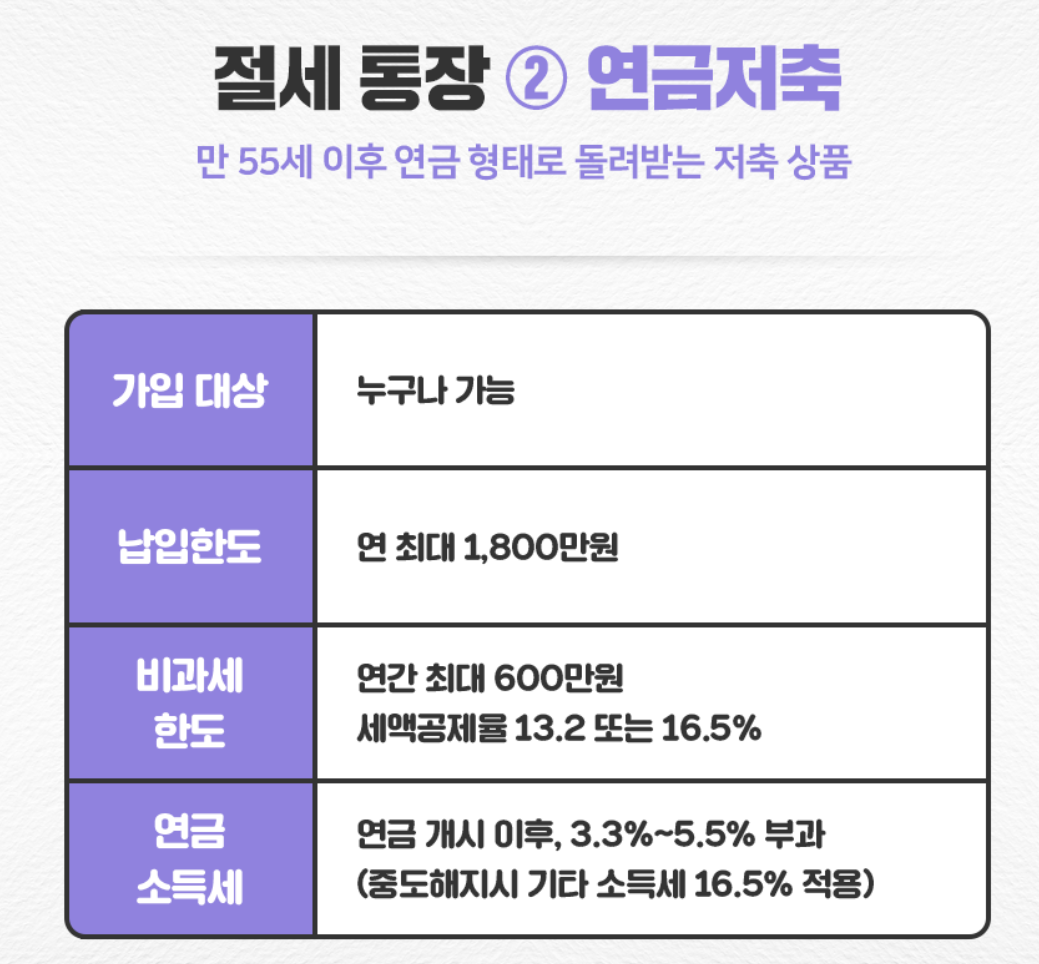 절세 통장 ② 연금저축
만 55세 이후 연금 형태로 돌려받는 저축 상품
가입 대상
누구나 가능
납입한도
연 최대 1,800만원
비과세
한도
연간 최대 600만원
세액공제율 13.2 또는 16.5%
연금
소득세
연금 개시 이후, 3.3%~5.5% 부과
(중도해지시 기타 소득세 16.5% 적용)